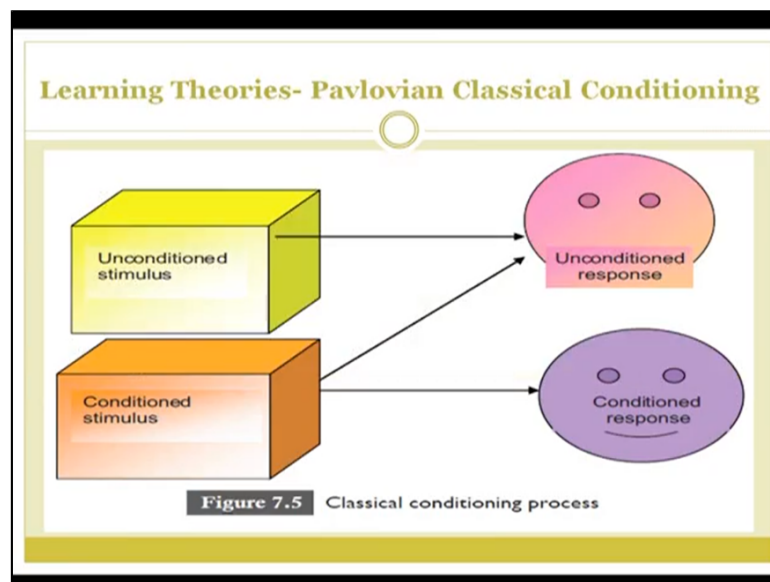 Learning Theories- Pavlovian Classical Conditioning
Unconditioned
stimulus
Unconditioned
response
Conditioned
stimulus
Conditioned
response
Figure 7.5 Classical conditioning process